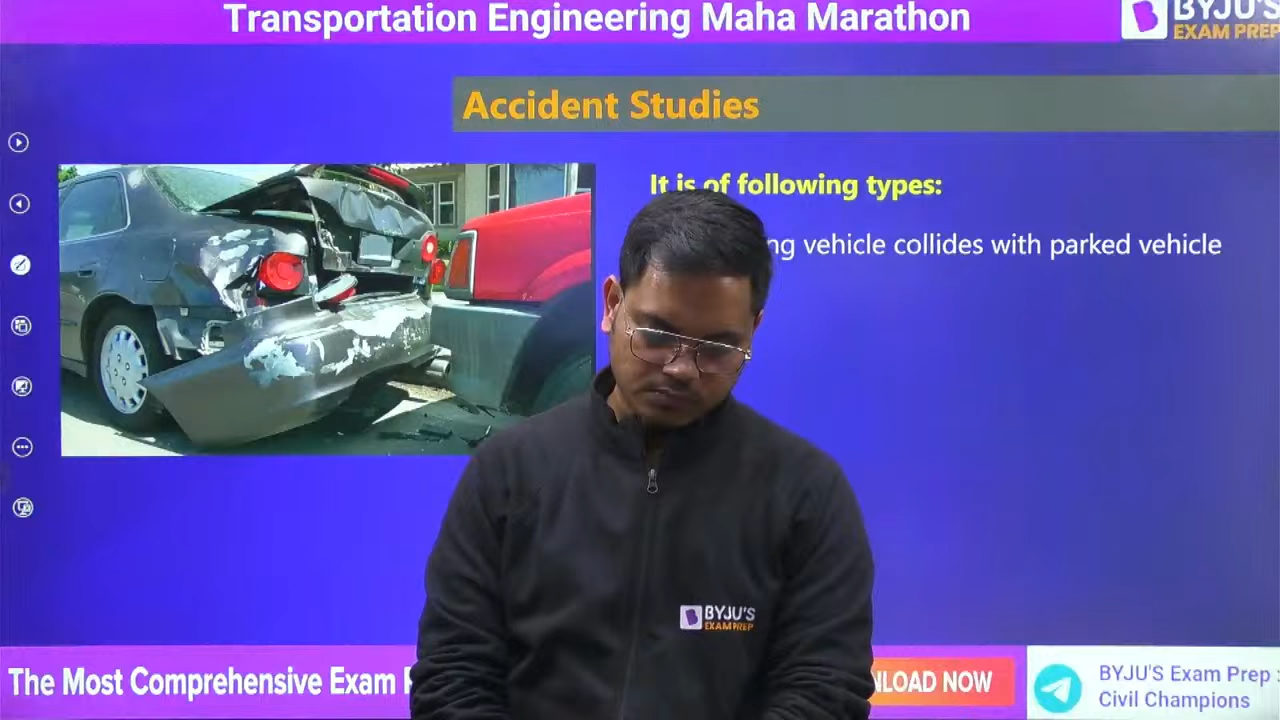 Transportation Engineering Maha Marathon
BYJU'S
EXAM PREP
Accident Studies
It is of following types:
vehicle collides with parked vehicle
BYJU'S
EXAM PREP
The Most Comprehensive Exam
NOW
BYJU'S Exam Prep :
Civil Champions